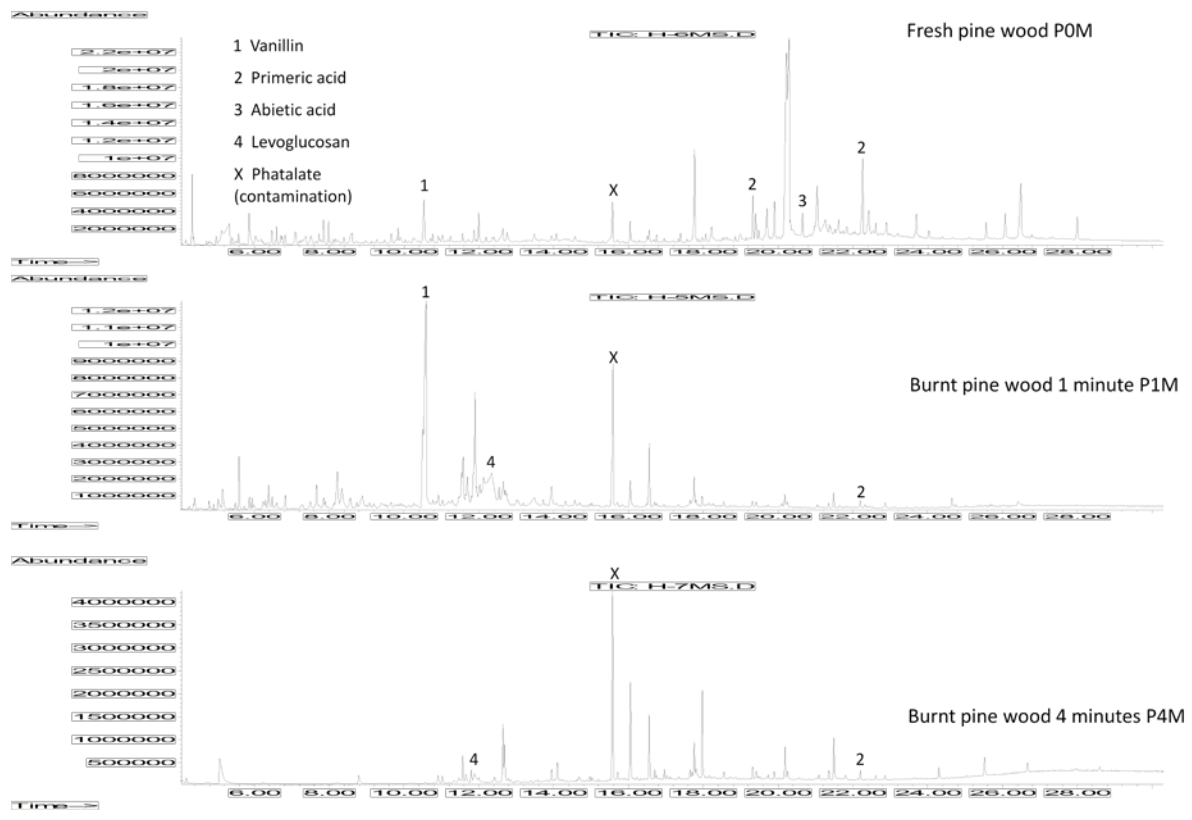 Abundance
TIC: H-6MS.D
Fresh pine wood P0M
1 Vanillin
2 Primeric acid
3 Abietic acid
4 Levoglucosan
X Phatalate
(contamination)
2.2e+07
2e+07
1.8e+07
1.6e+07
1.4e+07
1.2e+07
1e+07
8000000
6000000
4000000
2000000
1
X
2
3
2
6.00 8.00 10.00 12.00 14.00 16.00 18.00 20.00 22.00 24.00 26.00 28.00
Time-->
Abundance
TIC: H-5MS.D
Burnt pine wood 1 minute P1M
1.2e+07
1.1e+07
1e+07
9000000
8000000
7000000
6000000
5000000
4000000
3000000
2000000
1000000
1
4
X
2
6.00 8.00 10.00 12.00 14.00 16.00 18.00 20.00 22.00 24.00 26.00 28.00
Time-->
Abundance
TIC: H-7MS.D
Burnt pine wood 4 minutes P4M
4000000
3500000
3000000
2500000
2000000
1500000
1000000
500000
4
X
2
6.00 8.00 10.00 12.00 14.00 16.00 18.00 20.00 22.00 24.00 26.00 28.00
Time-->